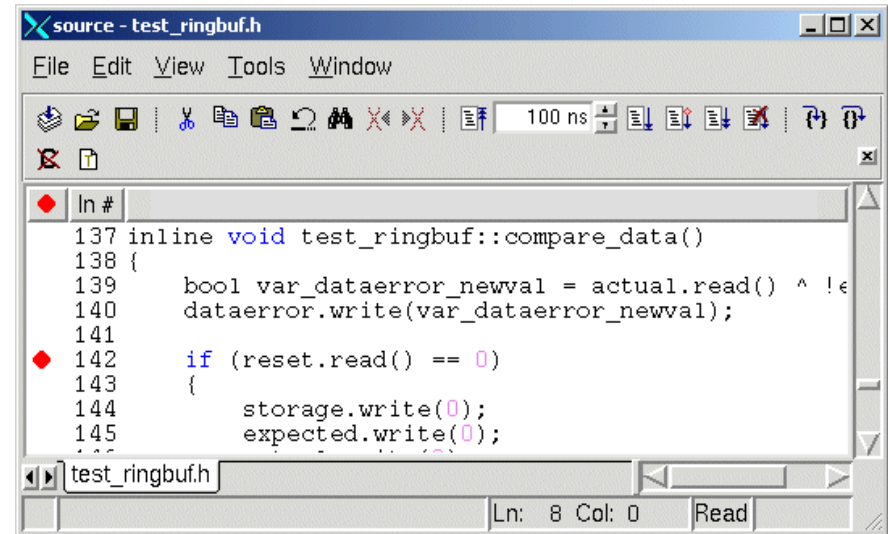 source - test_ringbuf.h
File Edit View Tools Window
100 ns
ln #
137 inline void test_ringbuf::compare_data()
138 {
139 bool var_dataerror_newval = actual.read() ^ !e
140 dataerror.write(var_dataerror_newval);
141
142 if (reset.read() == 0)
143 {
144 storage.write(0);
145 expected.write(0);
test_ringbuf.h
Ln: 8 Col: 0 Read